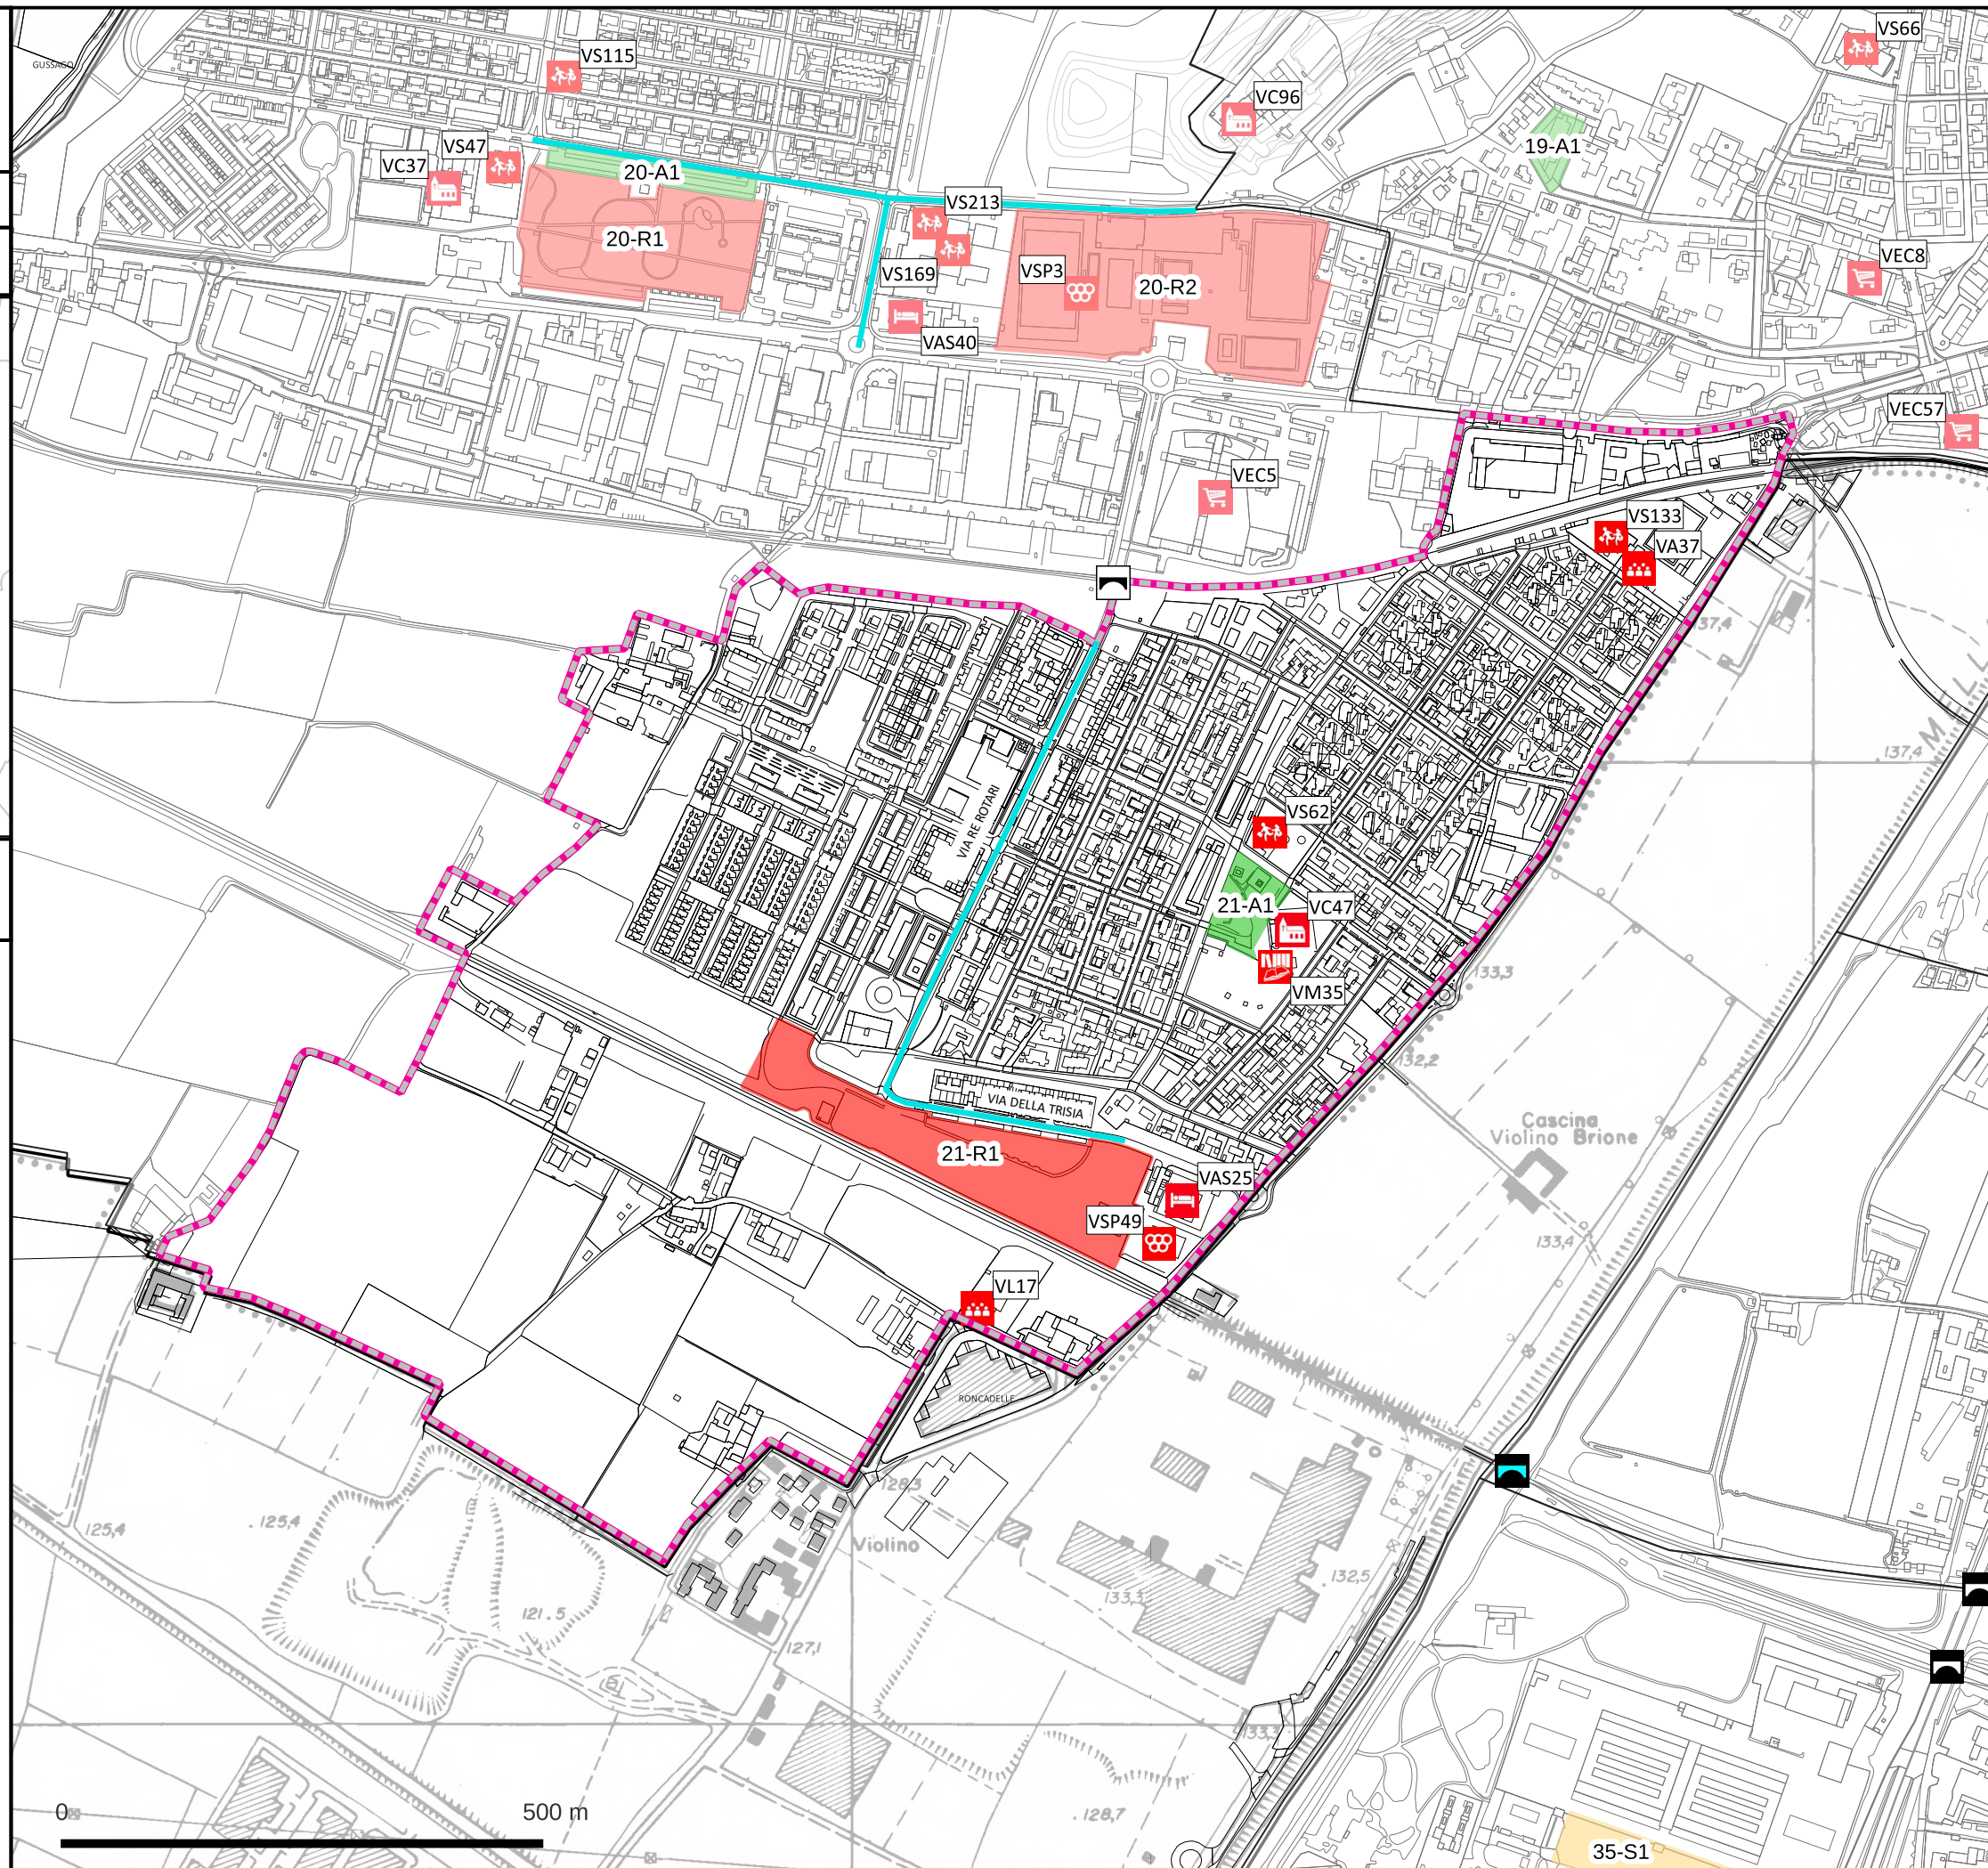 GUSSAGO
VS115
VS66
VC96
19-A1
VS47
VC37
20-A1
VS213
20-R1
VS169
VSP3
20-R2
VEC8
VAS40
VEC57
VEC5
VS133
VA37
137,4
137,4
MELL
VIA RE ROTARI
VS62
21-A1
VC47
VM35
133,3
132,2
VIA DELLA TRISIA
Cascina
Violino Brione
21-R1
VAS25
VSP49
133,4
VL17
RONCADELLE
128,3
125,4
125,4
Violino
132,5
121.5
133,3
127,1
133,3
0
500 m
128,7
35-S1